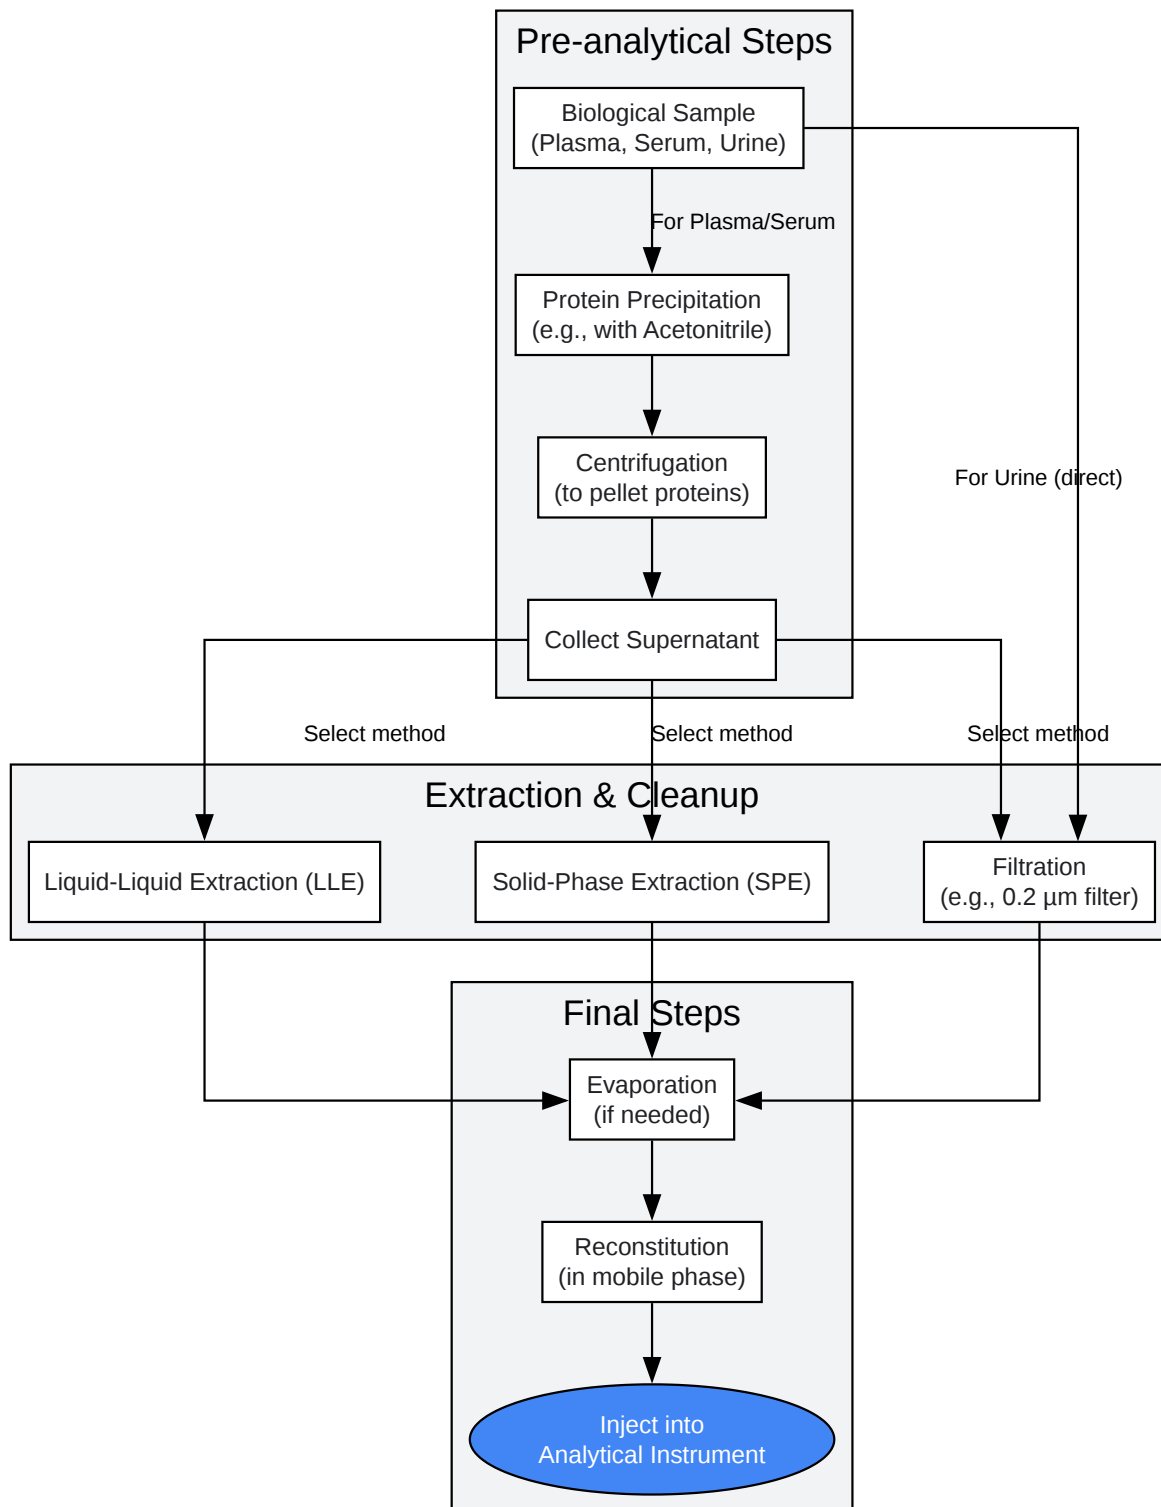 Pre-analytical Steps
Biological Sample
(Plasma, Serum, Urine)
For Plasma/Serum
Protein Precipitation
(e.g., with Acetonitrile)
Centrifugation
(to pellet proteins)
For Urine (direct)
Collect Supernatant
Select method
Select method
Select method
Extraction & Cleanup
Liquid-Liquid Extraction (LLE)
Solid-Phase Extraction (SPE)
Filtration
(e.g., 0.2 µm filter)
Final Steps
Evaporation
(if needed)
Reconstitution
(in mobile phase)
Inject into
Analytical Instrument